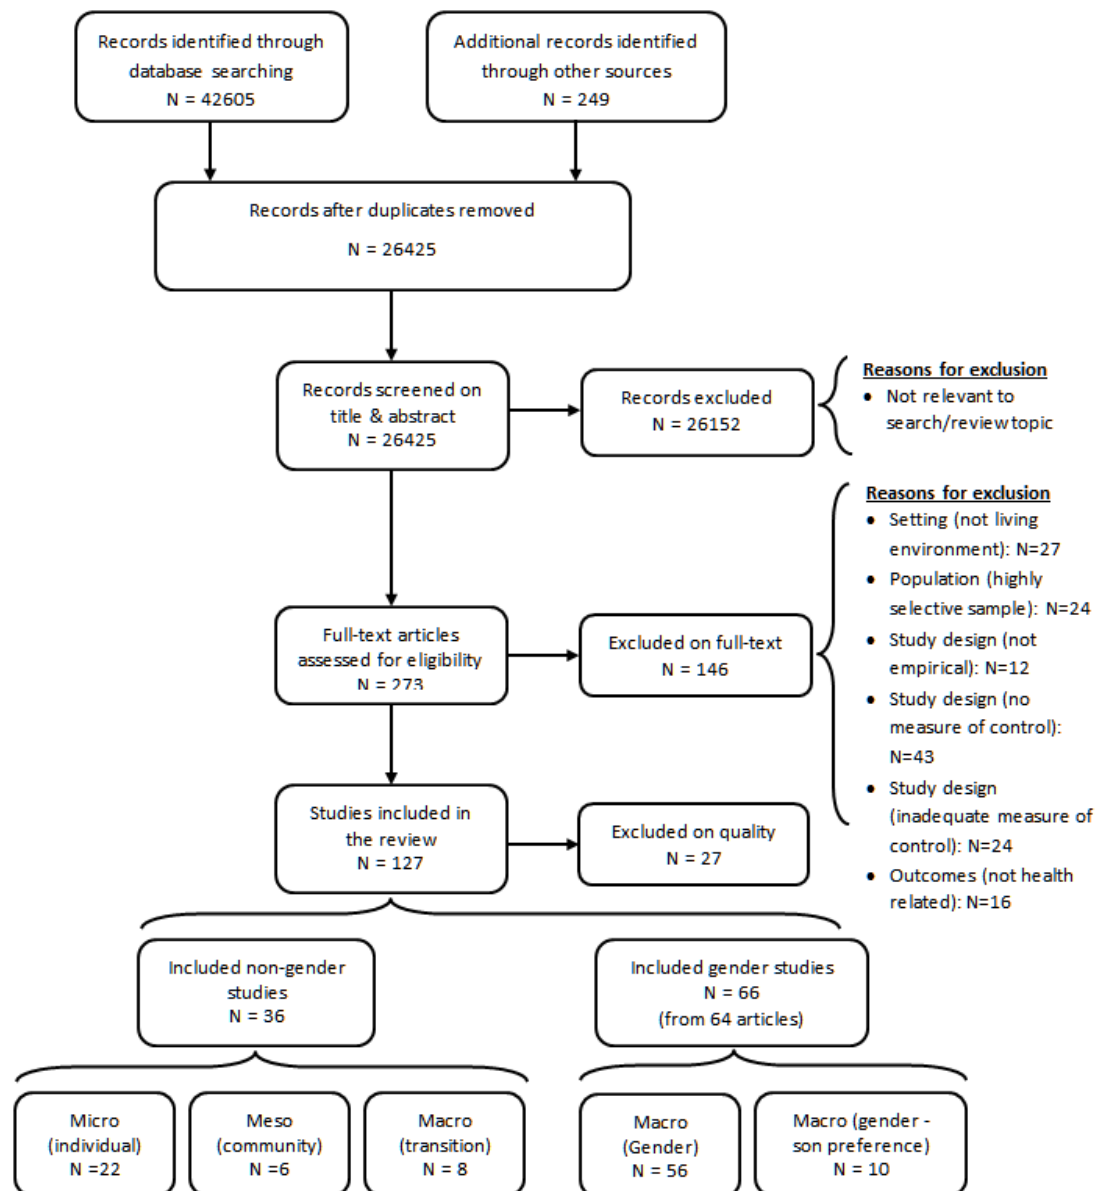 Records identified through
database searching
N = 42605
Additional records identified
through other sources
N = 249
Records after duplicates removed
N = 26425
Records screened on
title & abstract
N = 26425
Records excluded
N = 26152
Reasons for exclusion
• Not relevant to
search/review topic
Full-text articles
assessed for eligibility
N = 273
Excluded on full-text
N = 146
Reasons for exclusion
• Setting (not living
environment): N=27
• Population (highly
selective sample): N=24
• Study design (not
empirical): N=12
• Study design (no
measure of control):
N=43
• Study design
(inadequate measure of
control): N=24
• Outcomes (not health
related): N=16
Studies included in
the review
N = 127
Excluded on quality
N = 27
Included non-gender
studies
N = 36
Included gender studies
N = 66
(from 64 articles)
Micro
(individual)
N =22
Meso
(community)
N =6
Macro
(transition)
N = 8
Macro
(Gender)
N = 56
Macro (gender -
son preference)
N = 10